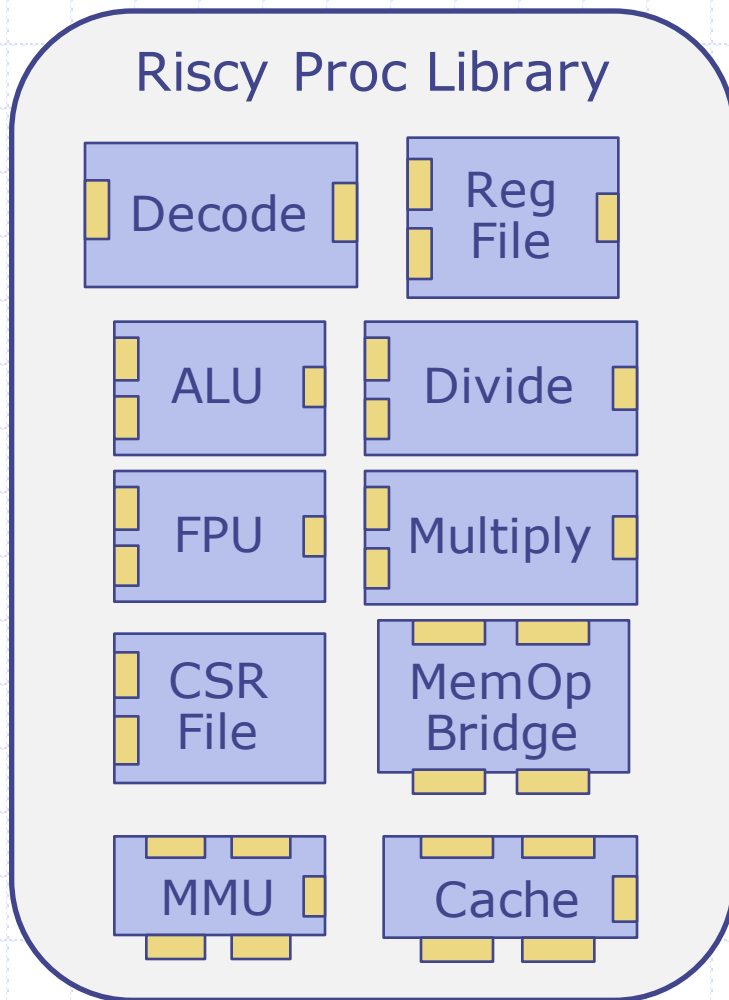 Riscy Proc Library
Decode
Reg
File
ALU
Divide
FPU
Multiply
CSR
File
MemOp
Bridge
MMU
Cache